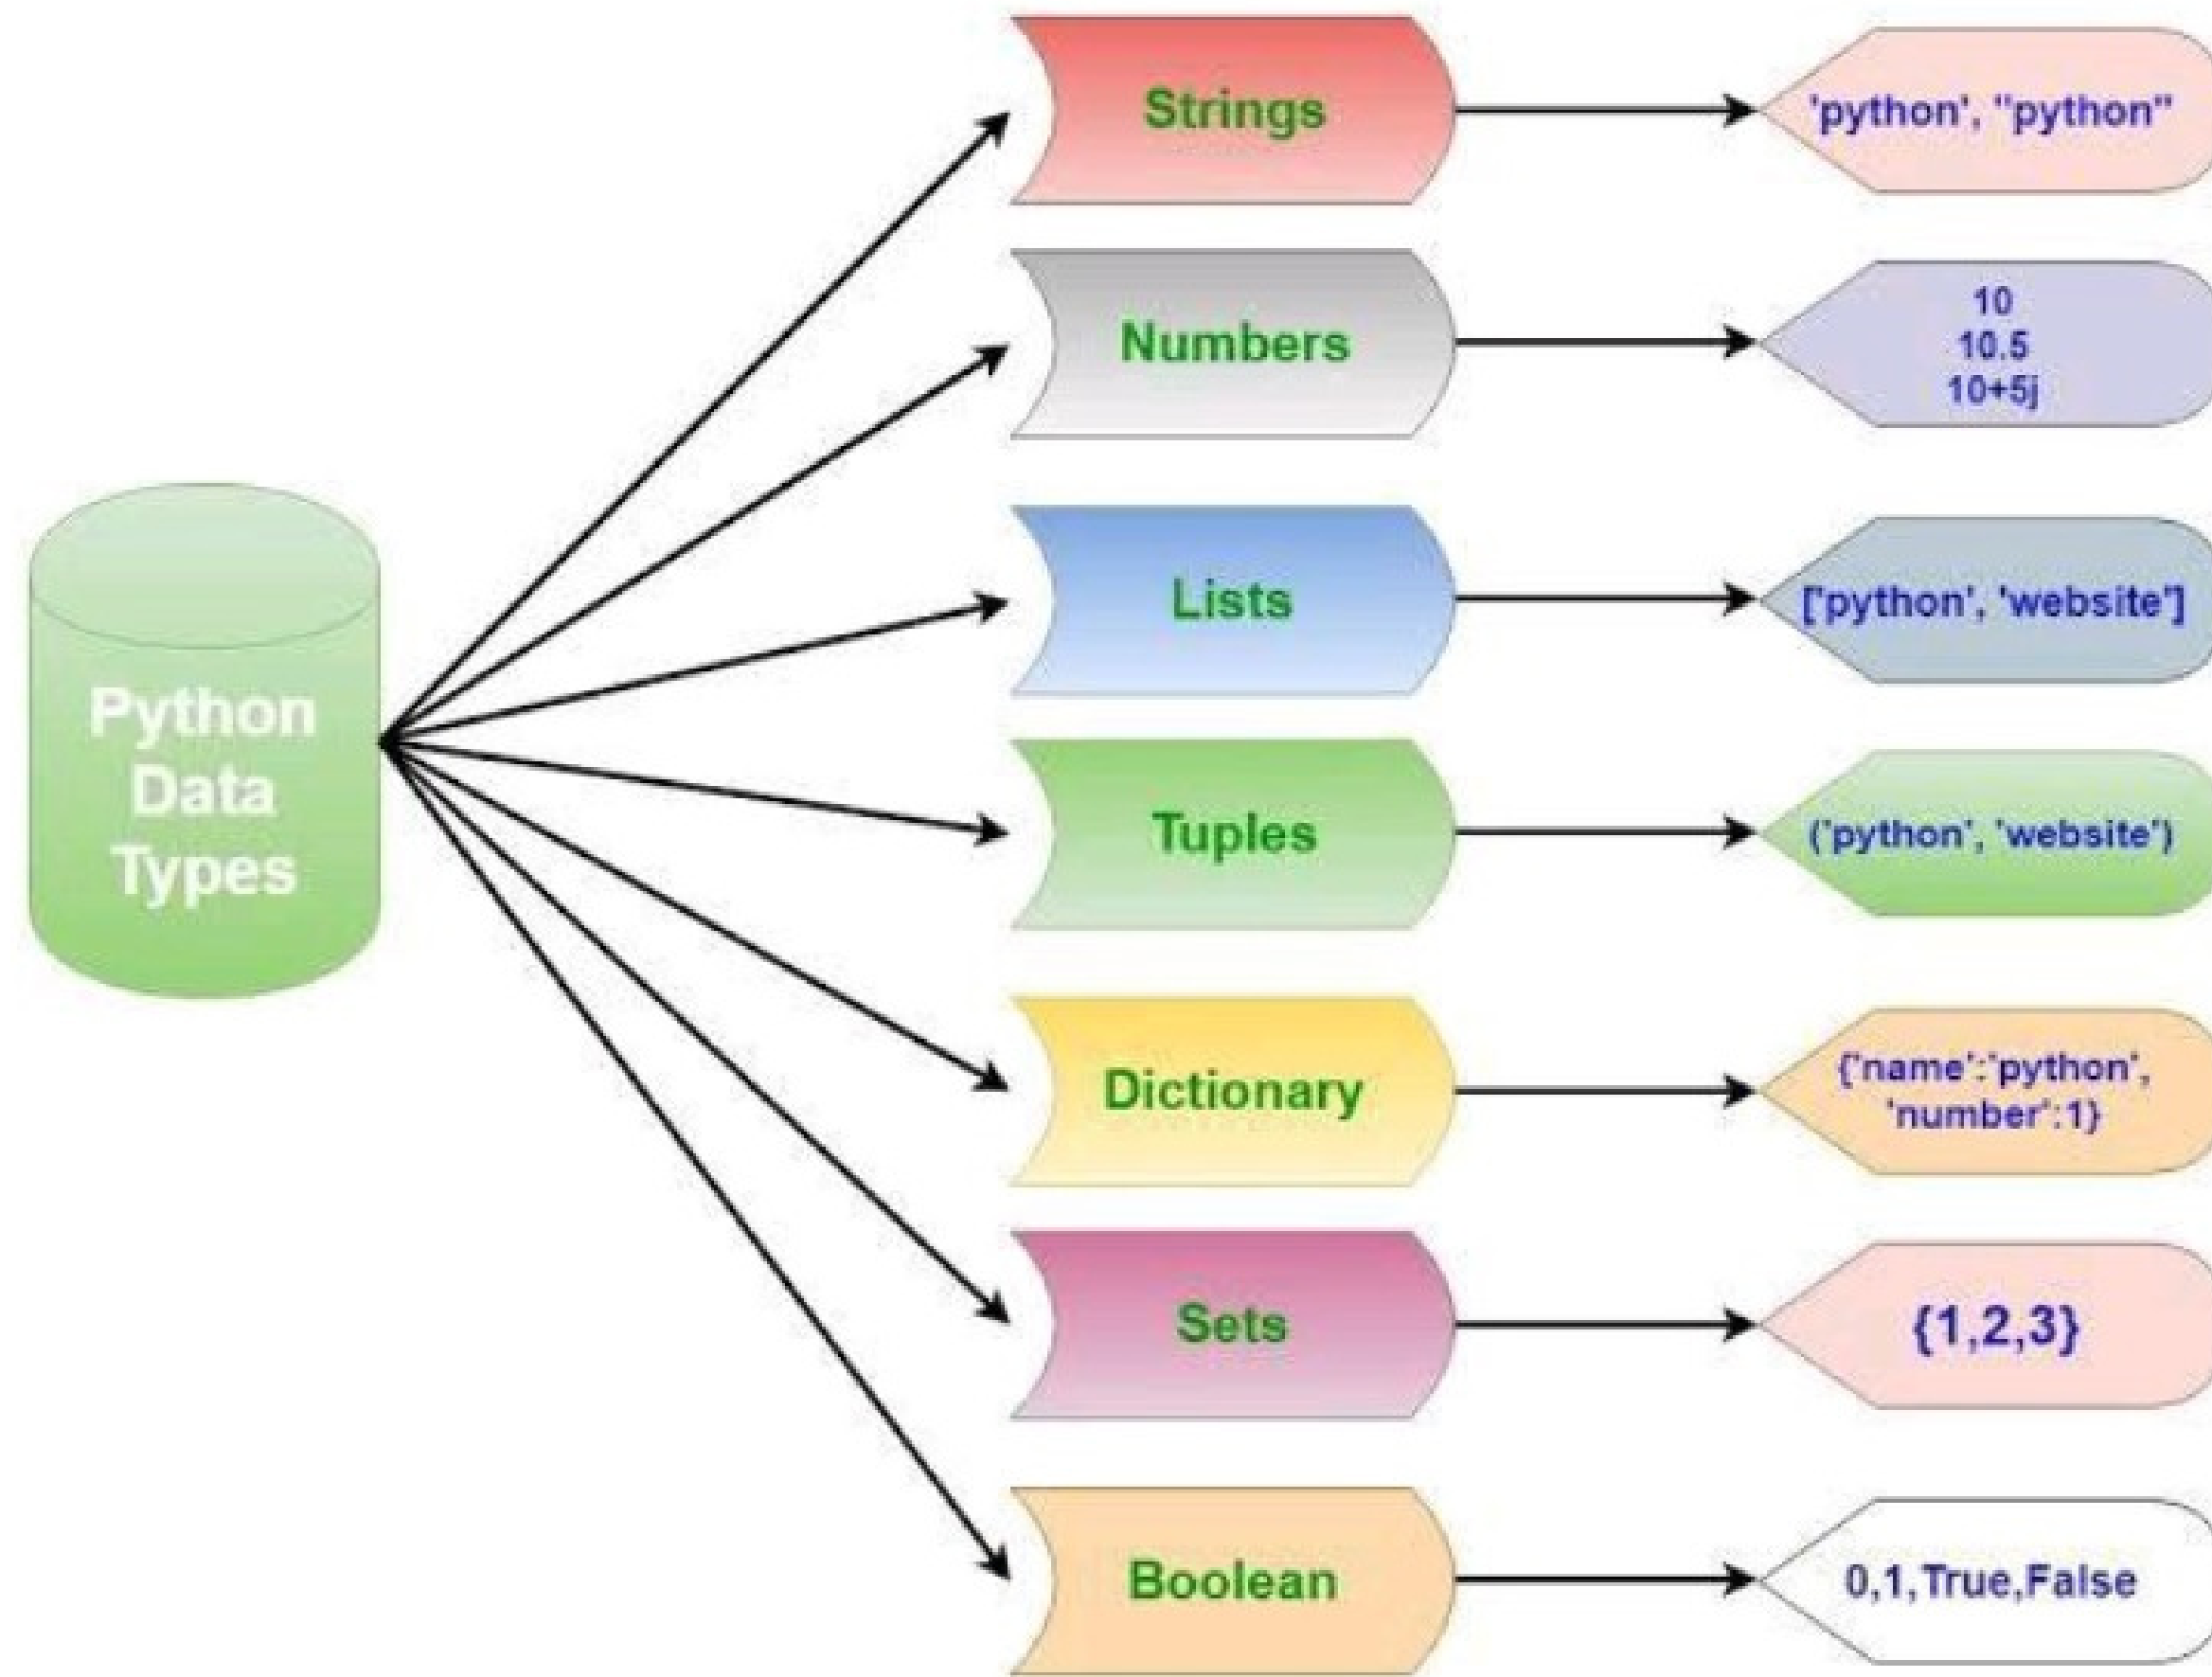 Python
Data
Types
Strings
'python', "python"
Numbers
10
10.5
10+5j
Lists
['python', 'website']
Tuples
('python', 'website')
Dictionary
{'name':'python',
'number':1}
Sets
{1,2,3}
Boolean
0,1,True,False